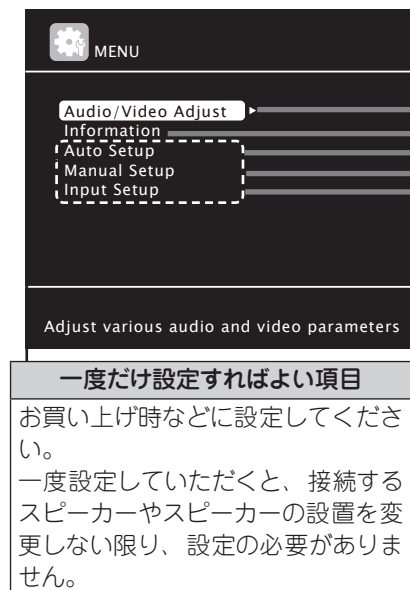 MENU
Audio/Video Adjust
Information
Auto Setup
Manual Setup
Input Setup
Adjust various audio and video parameters
一度だけ設定すればよい項目
お買い上げ時などに設定してくださ
い。
一度設定していただくと、接続する
スピーカーやスピーカーの設置を変
更しない限り、設定の必要がありま
せん。